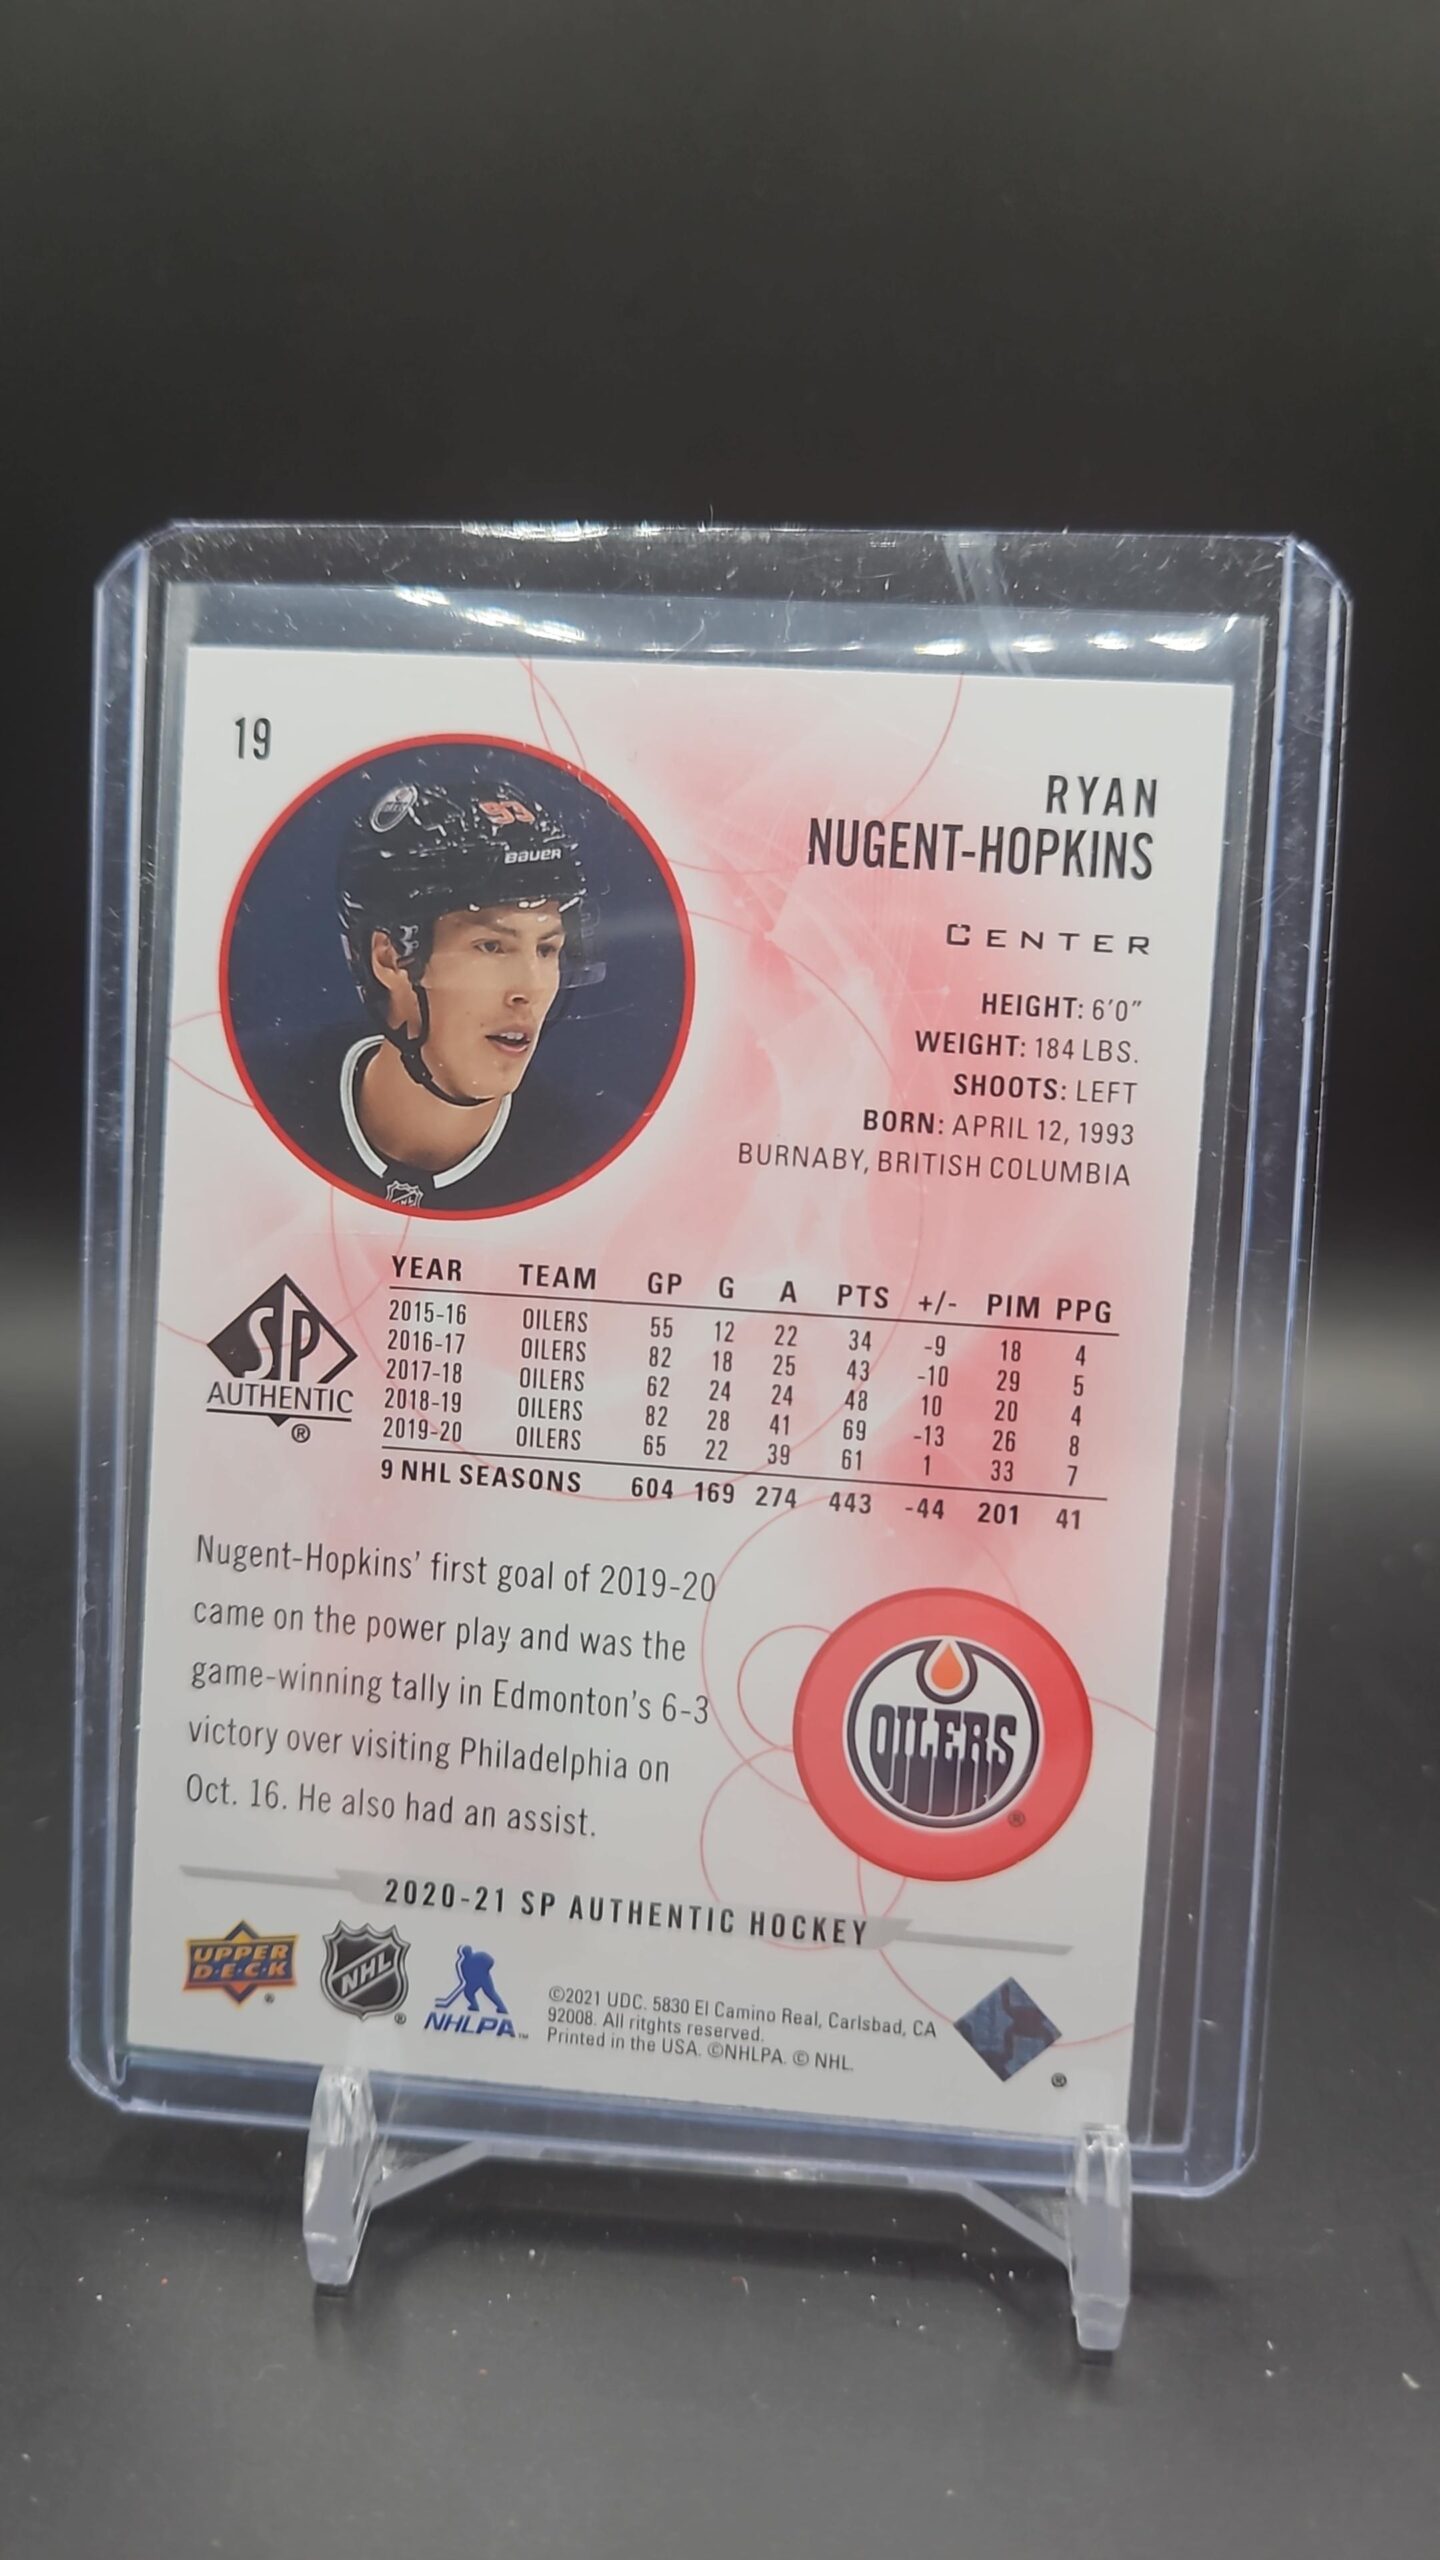 19
93
BAUER
RYAN
NUGENT-HOPKINS
CENTER
HEIGHT: 6'0"
WEIGHT: 184 LBS.
SHOOTS: LEFT
BORN: APRIL 12, 1993
BURNABY, BRITISH COLUMBIA
SP
AUTHENTIC
®
YEAR TEAM GP G A PTS +/- PIM PPG
2015-16 OILERS 55 12 22 34 -9 18 4
2016-17 OILERS 82 18 25 43 -10 29 5
2017-18 OILERS 62 24 24 48 10 20 4
2018-19 OILERS 82 28 41 69 -13 26 8
2019-20 OILERS 65 22 39 61 1 33 7
9 NHL SEASONS 604 169 274 443 -44 201 41
Nugent-Hopkins' first goal of 2019-20
came on the power play and was the
game-winning tally in Edmonton's 6-3
victory over visiting Philadelphia on
Oct. 16. He also had an assist.
OILERS
®
2020-21 SP AUTHENTIC HOCKEY
UPPER
D·E·C·K
®
NHL
®
NHLPA™
©2021 UDC. 5830 El Camino Real, Carlsbad, CA
92008. All ritghts reserved.
Printed in the USA. ©NHLPA. © NHL.
®